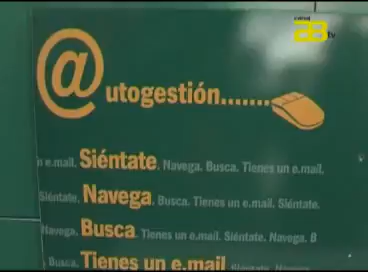 canal
a3tv
@utogestión.......
n e.mail. Siéntate. Navega. Busca. Tienes un e.mail.
Siéntate. Navega. Busca. Tienes un e.mail. Siéntate.
Navega. Busca. Tienes un e.mail. Siéntate. Navega. B
Busca. Tienes un e.mail